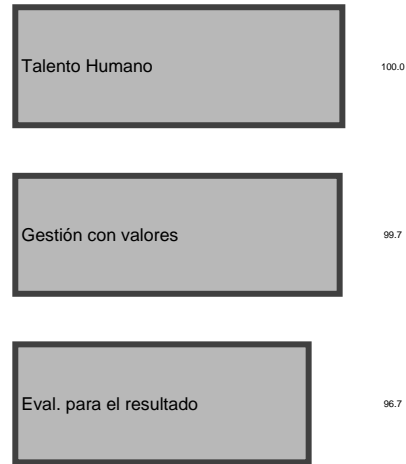 Talento Humano 100.0
Gestión con valores 99.7
Eval. para el resultado 96.7